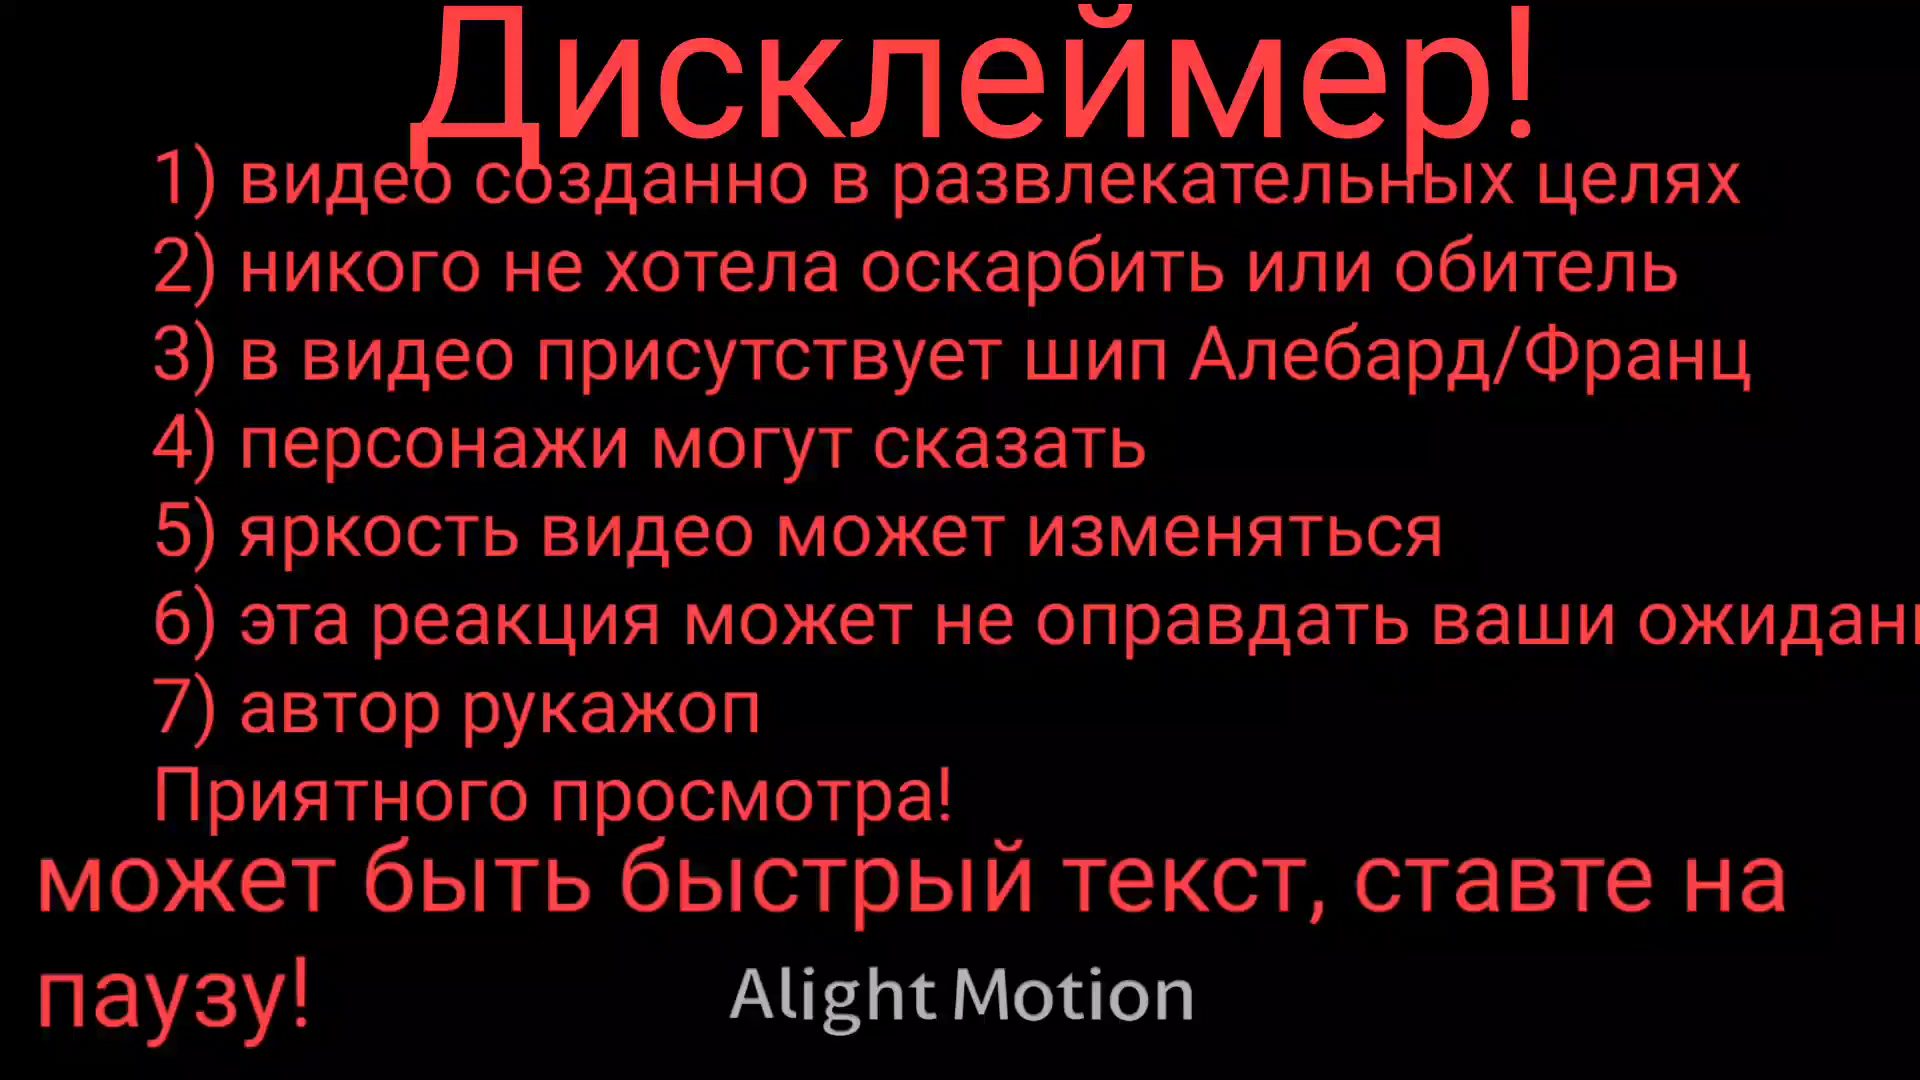 Дисклеймер!
1) видео созданно в развлекательных целях
2) никого не хотела оскарбить или обитель
3) в видео присутствует шип Алебард/Франц
4) персонажи могут сказать
5) яркость видео может изменяться
6) эта реакция может не оправдать ваши ожидан
7) автор рукажоп
Приятного просмотра!
может быть быстрый текст, ставте на
паузу!
Alight Motion